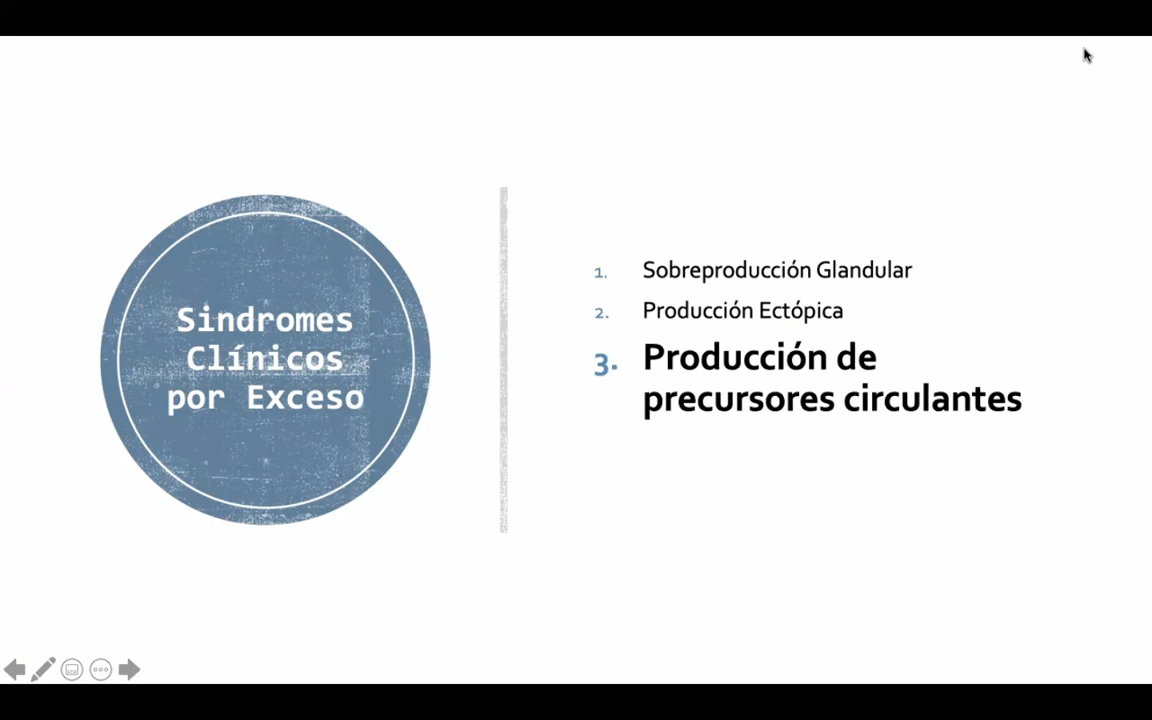 Sindromes
Clínicos
por Exceso
1. Sobreproducción Glandular
2. Producción Ectópica
3. Producción de
precursores circulantes